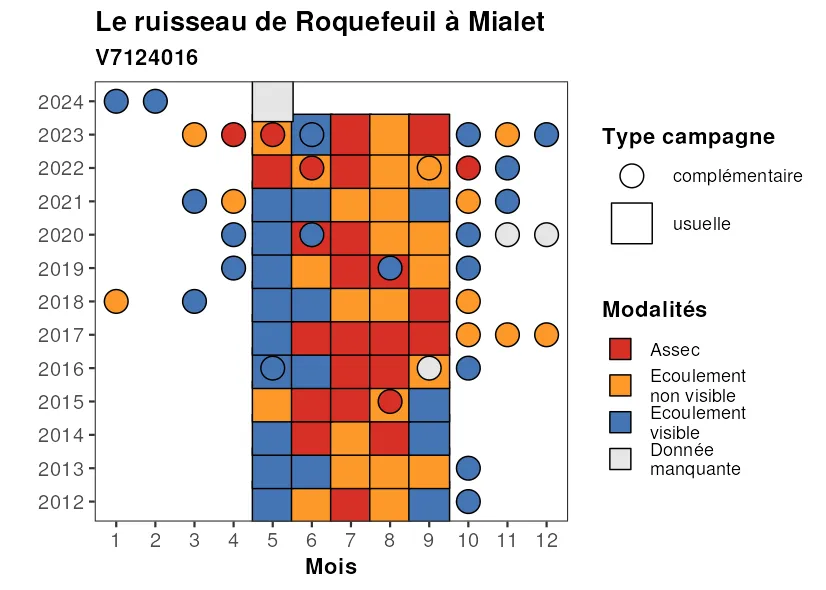 Le ruisseau de Roquefeuil à Mialet
V7124016
2024
2023
2022
2021
2020
2019
2018
2017
2016
2015
2014
2013
2012
1 2 3 4 5 6 7 8 9 10 11 12
Mois
Type campagne
complémentaire
usuelle
Modalités
Assec
Ecoulement
non visible
Ecoulement
visible
Donnée
manquante